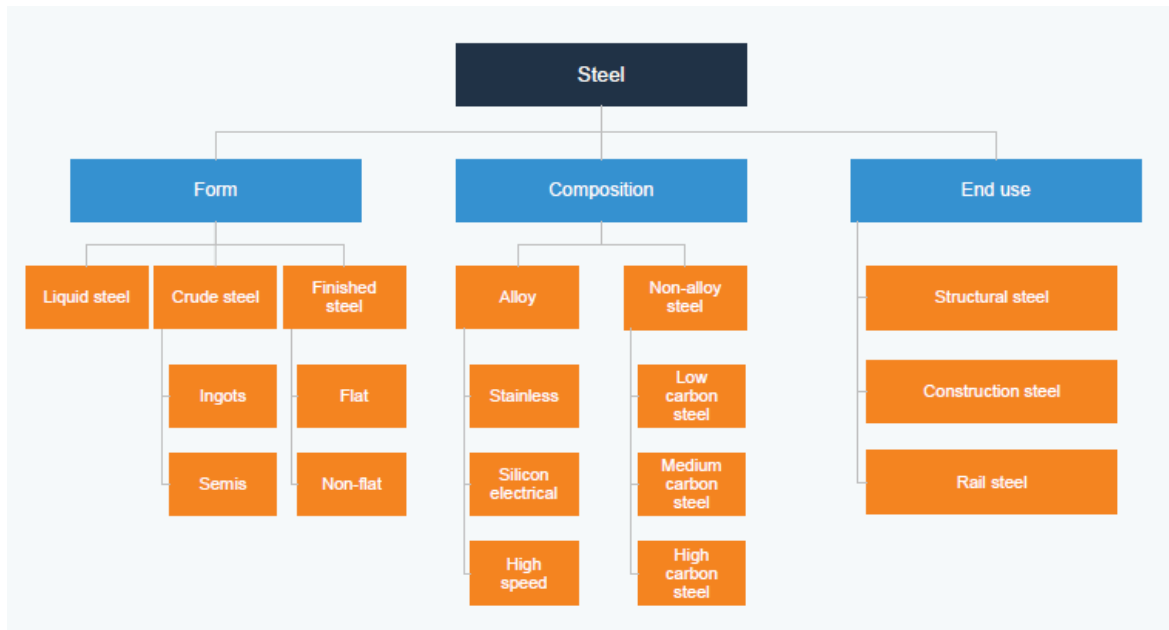 Steel
Form
Composition
End use
Liquid steel
Crude steel
Finished
steel
Alloy
Non-alloy
steel
Structural steel
Ingots
Flat
Stainless
Low
carbon
steel
Construction steel
Semis
Non-flat
Silicon
electrical
Medium
carbon
steel
Rail steel
High
speed
High
carbon
steel